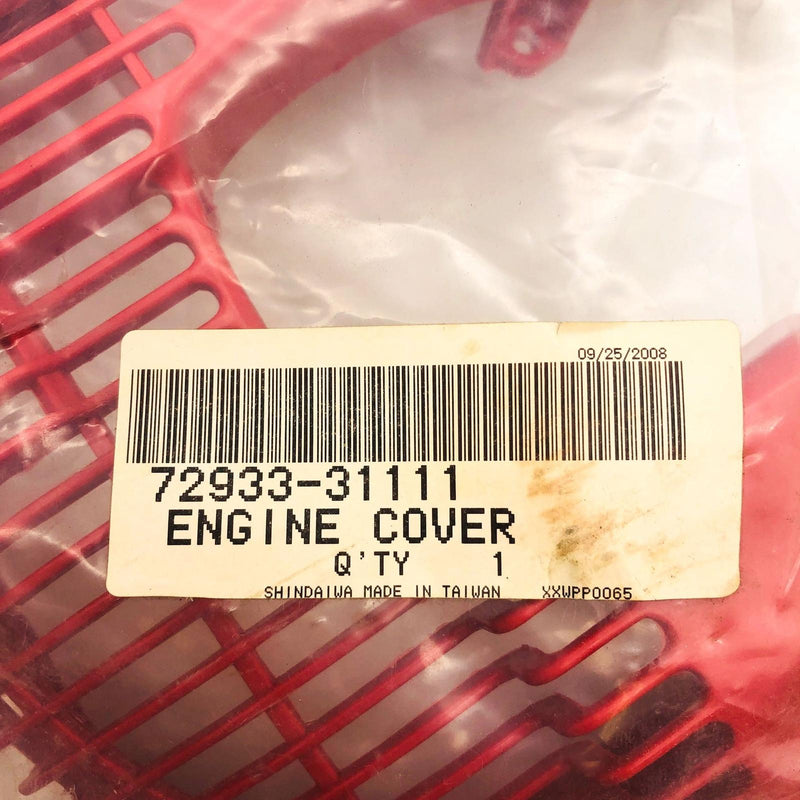 09/25/2008
72933-31111
ENGINE COVER
Q'TY 1
SHINDAIWA MADE IN TAIWAN XXWPP0065